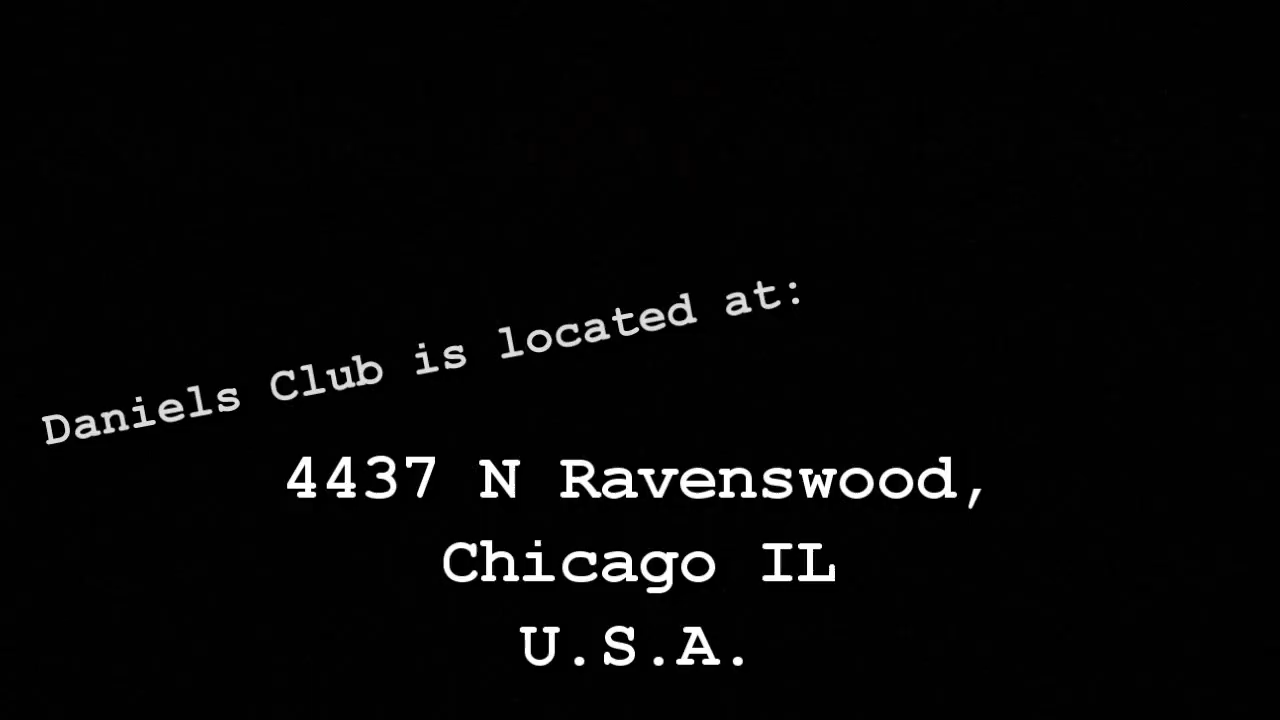 Daniels Club is located at:
4437 N Ravenswood,
Chicago IL
U.S.A.